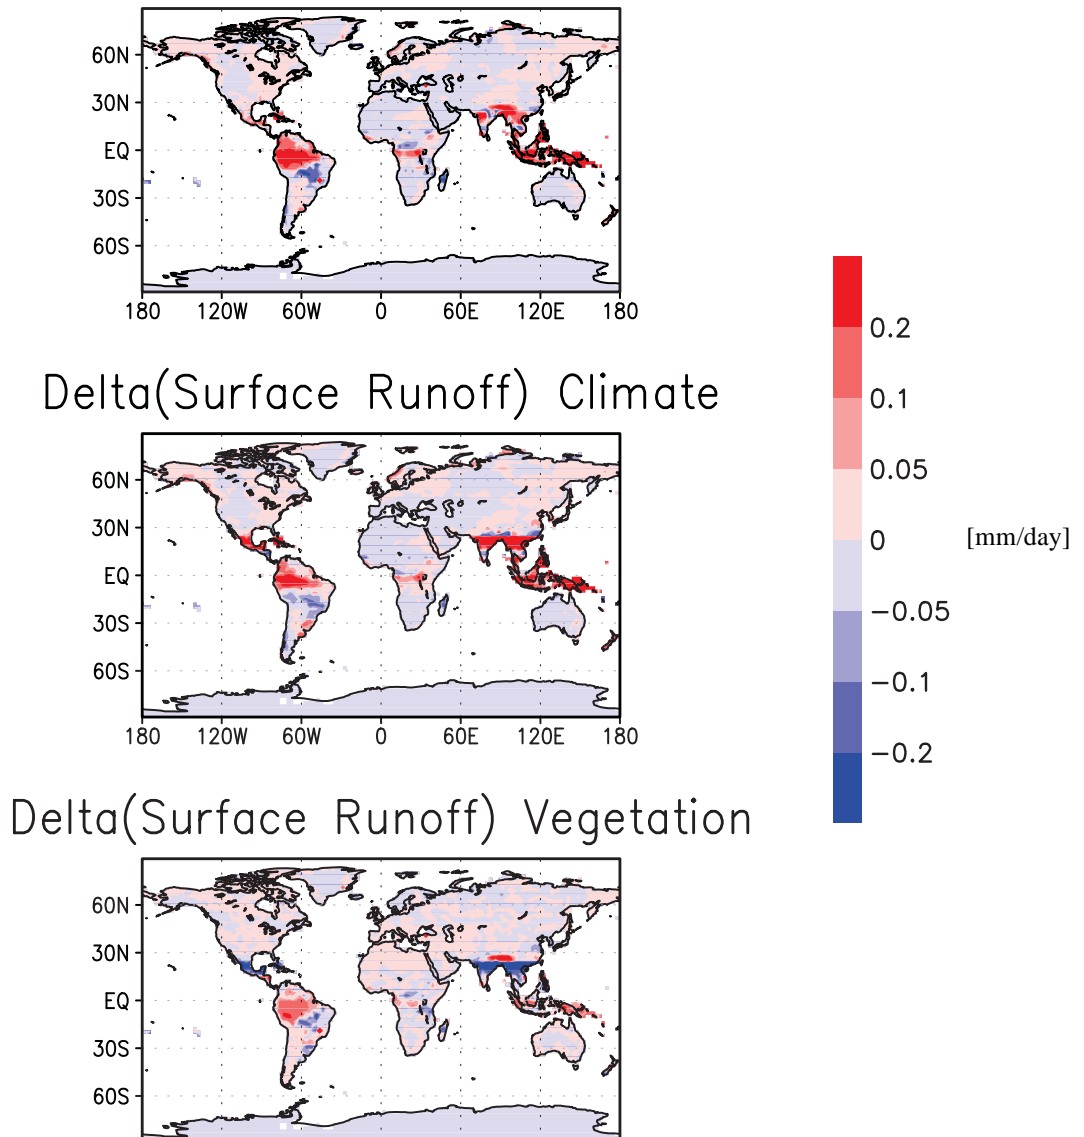 60N
30N
EQ
30S
60S
180 120W 60W 0 60E 120E 180
Delta(Surface Runoff) Climate
60N
30N
EQ
30S
60S
180 120W 60W 0 60E 120E 180
Delta(Surface Runoff) Vegetation
60N
30N
EQ
30S
60S
0.2
0.1
0.05
0 [mm/day]
−0.05
−0.1
−0.2